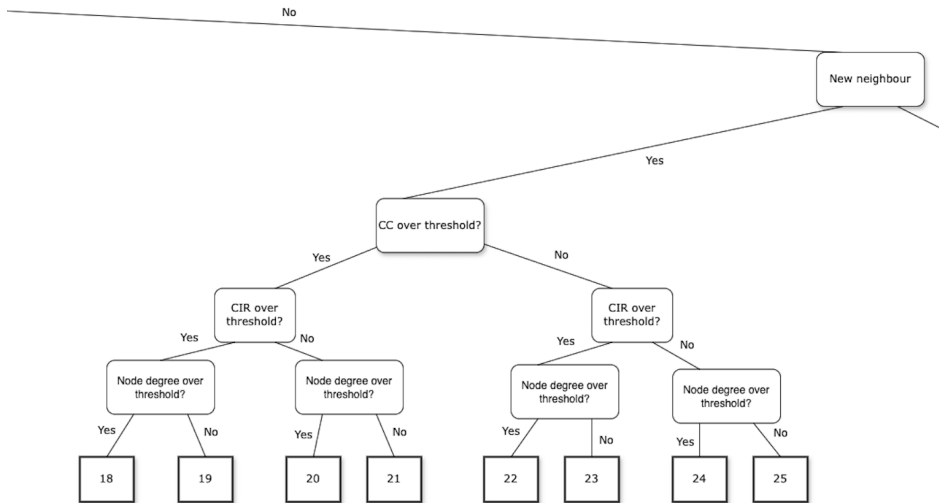 No
New neighbour
Yes
CC over threshold?
Yes
No
CIR over
threshold?
CIR over
threshold?
Yes
No
Yes
No
Node degree over
threshold?
Node degree over
threshold?
Node degree over
threshold?
Node degree over
threshold?
Yes
No
Yes
No
Yes
No
Yes
No
18
19
20
21
22
23
24
25